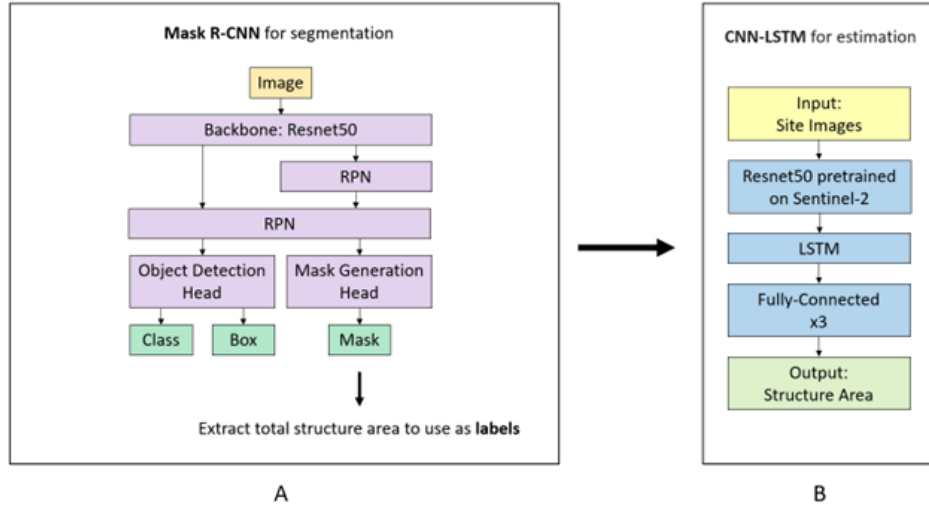 Mask R-CNN for segmentation
Image
Backbone: Resnet50
RPN
RPN
Object Detection
Head
Mask Generation
Head
Class
Box
Mask
Extract total structure area to use as labels
A
CNN-LSTM for estimation
Input:
Site Images
Resnet50 pretrained
on Sentinel-2
LSTM
Fully-Connected
x3
Output:
Structure Area
B